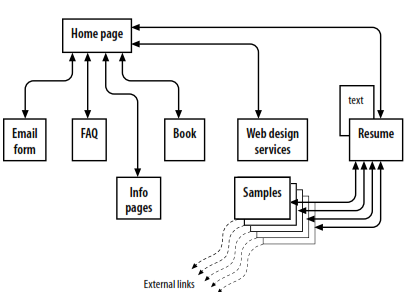 Home page
text
Email
form
FAQ
Book
Web design
services
Resume
Info
pages
Samples
External links